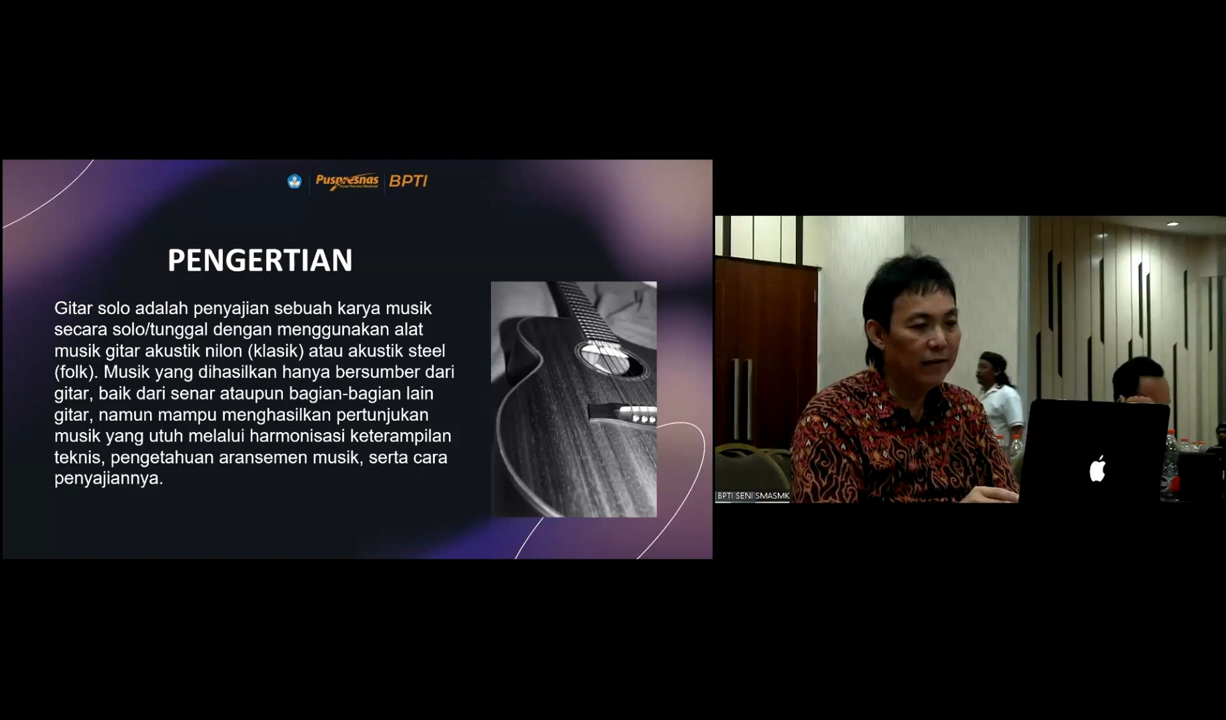 Puspresnas
BPTI
PENGERTIAN
Gitar solo adalah penyajian sebuah karya musik
secara solo/tunggal dengan menggunakan alat
musik gitar akustik nilon (klasik) atau akustik steel
(folk). Musik yang dihasilkan hanya bersumber dari
gitar, baik dari senar ataupun bagian-bagian lain
gitar, namun mampu menghasilkan pertunjukan
musik yang utuh melalui harmonisasi keterampilan
teknis, pengetahuan aransemen musik, serta cara
penyajiannya.
BPTI SENI SMASMK